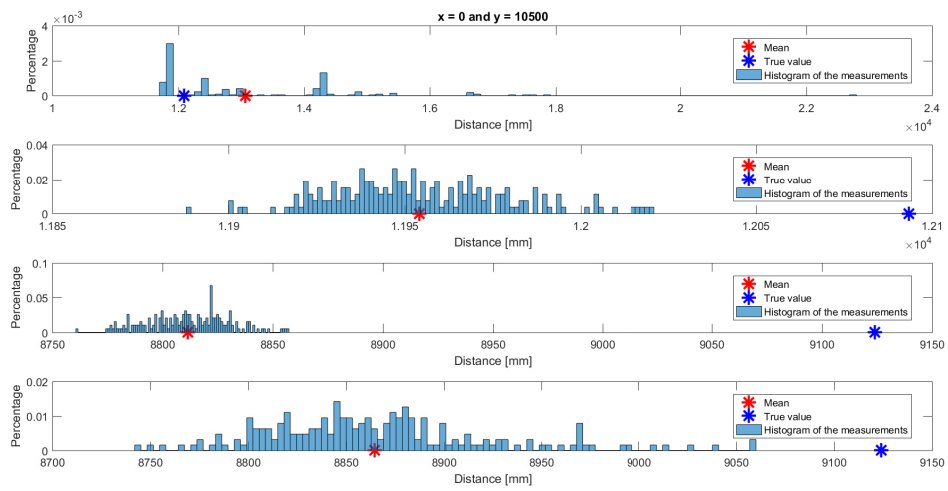 ×10⁻³
x = 0 and y = 10500
4
2
0
Percentage
Mean
True value
Histogram of the measurements
1 1.2 1.4 1.6 1.8 2 2.2 2.4
Distance [mm]
×10⁴
0.04
0.02
0
Percentage
Mean
True value
Histogram of the measurements
1.185 1.19 1.195 1.2 1.205 1.21
Distance [mm]
×10⁴
0.1
0.05
0
Percentage
Mean
True value
Histogram of the measurements
8750 8800 8850 8900 8950 9000 9050 9100 9150
Distance [mm]
0.02
0.01
0
Percentage
Mean
True value
Histogram of the measurements
8700 8750 8800 8850 8900 8950 9000 9050 9100 9150
Distance [mm]